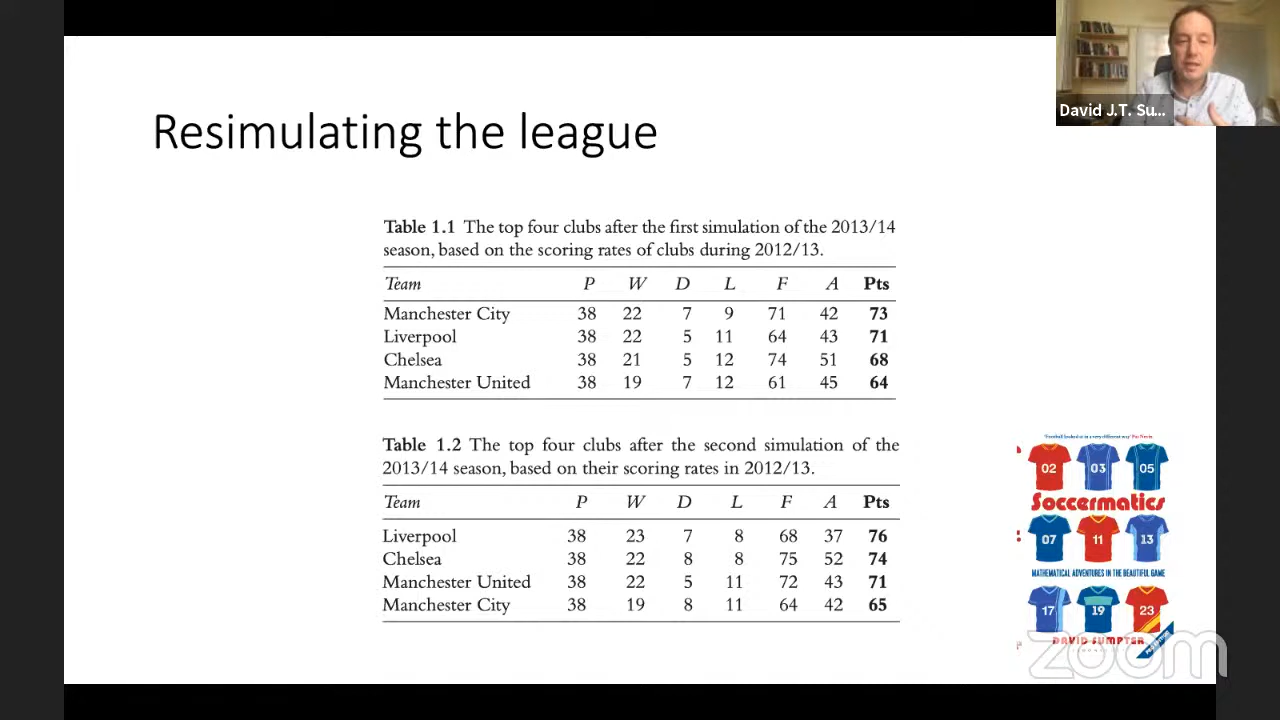 David J.T. Su...
Resimulating the league
Table 1.1 The top four clubs after the first simulation of the 2013/14
season, based on the scoring rates of clubs during 2012/13.
Team P W D L F A Pts
Manchester City 38 22 7 9 71 42 73
Liverpool 38 22 5 11 64 43 71
Chelsea 38 21 5 12 74 51 68
Manchester United 38 19 7 12 61 45 64
Table 1.2 The top four clubs after the second simulation of the
2013/14 season, based on their scoring rates in 2012/13.
Team P W D L F A Pts
Liverpool 38 23 7 8 68 37 76
Chelsea 38 22 8 8 75 52 74
Manchester United 38 22 5 11 72 43 71
Manchester City 38 19 8 11 64 42 65
02 03 05
Soccermatics
07 11 13
MATHEMATICAL ADVENTURES IN THE BEAUTIFUL GAME
17 19 23
DAVID SUMPTER
zoom